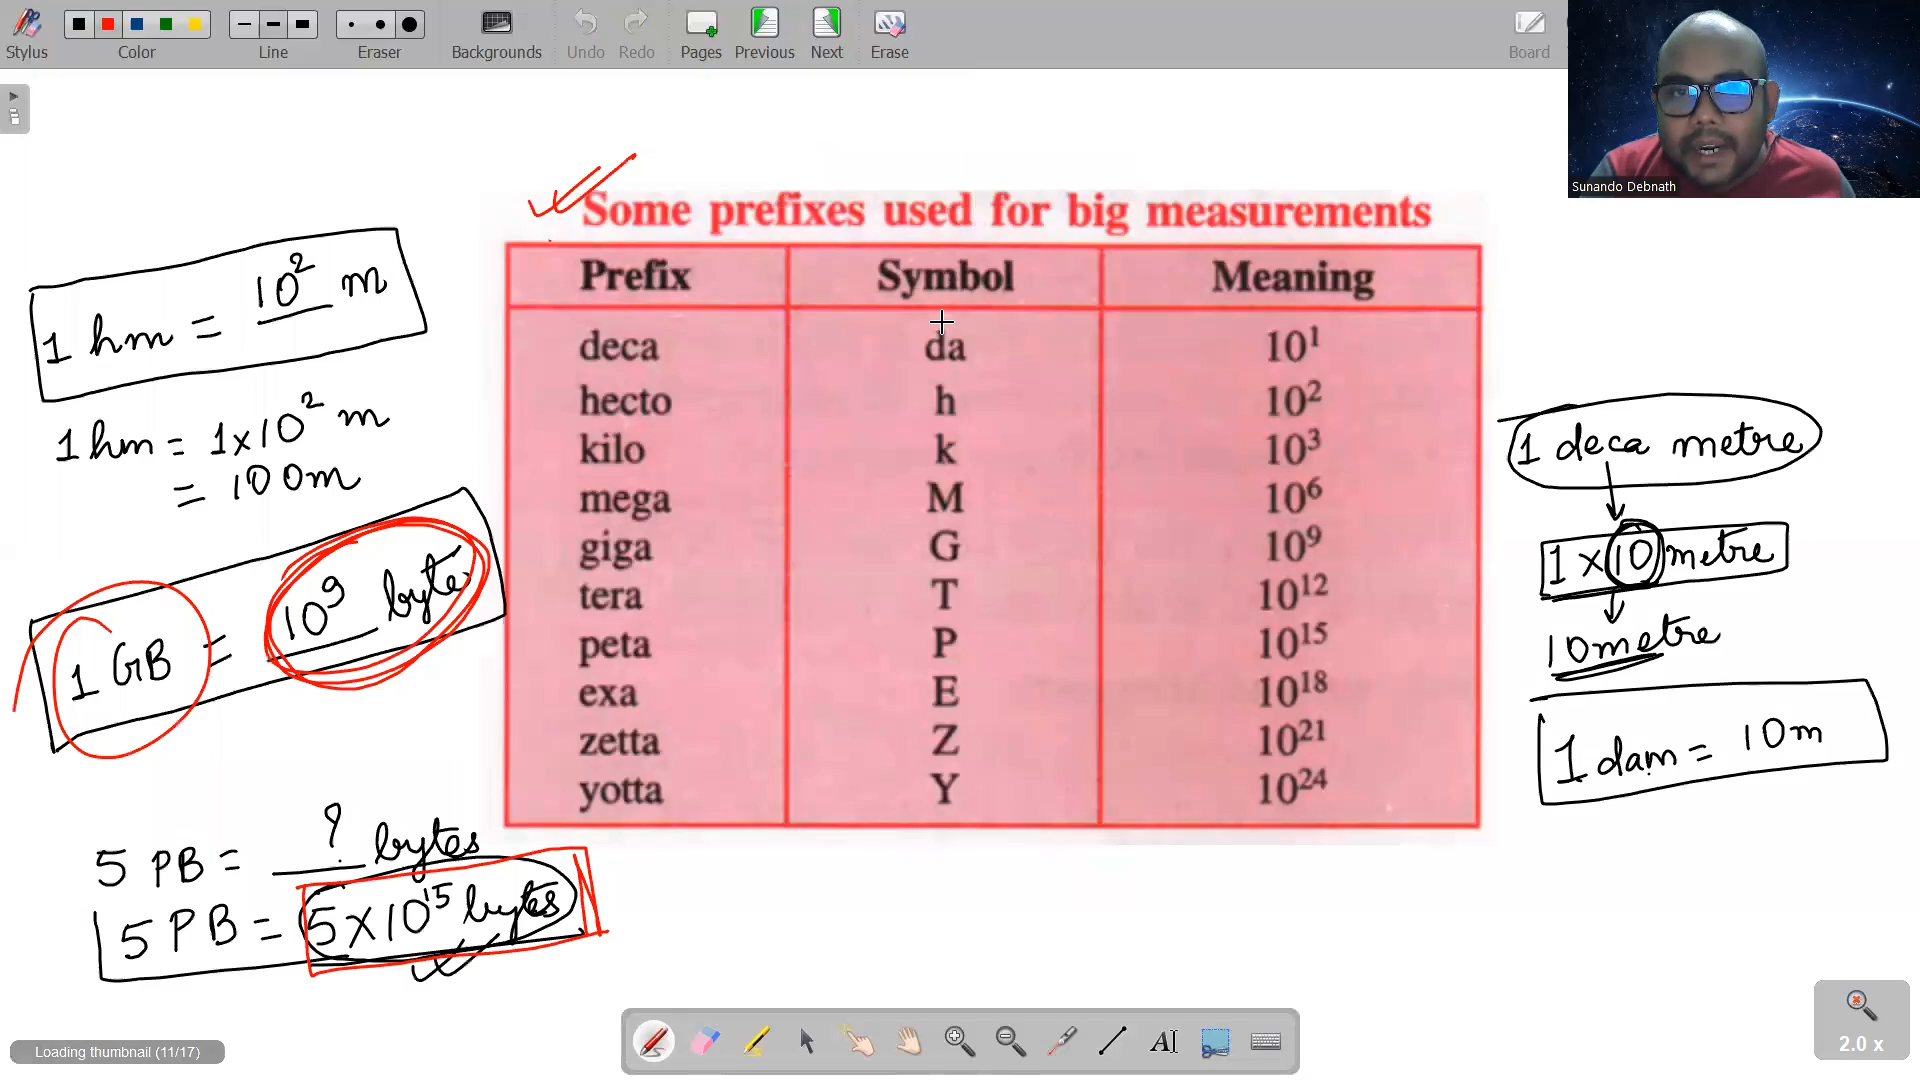 Stylus Color Line Eraser Backgrounds Undo Redo Pages Previous Next Erase Board
Sunando Debnath
Some prefixes used for big measurements
Prefix Symbol Meaning
deca da 10¹
hecto h 10²
kilo k 10³
mega M 10⁶
giga G 10⁹
tera T 10¹²
peta P 10¹⁵
exa E 10¹⁸
zetta Z 10²¹
yotta Y 10²⁴
1 hm = 10² m
1 hm = 1×10² m
= 100m
1 GB = 10⁹ byte
5 PB = ? bytes
5 PB = 5×10¹⁵ bytes
1 deca metre
1 × 10 metre
10 metre
1 dam = 10m
Loading thumbnail (11/17)
2.0 x